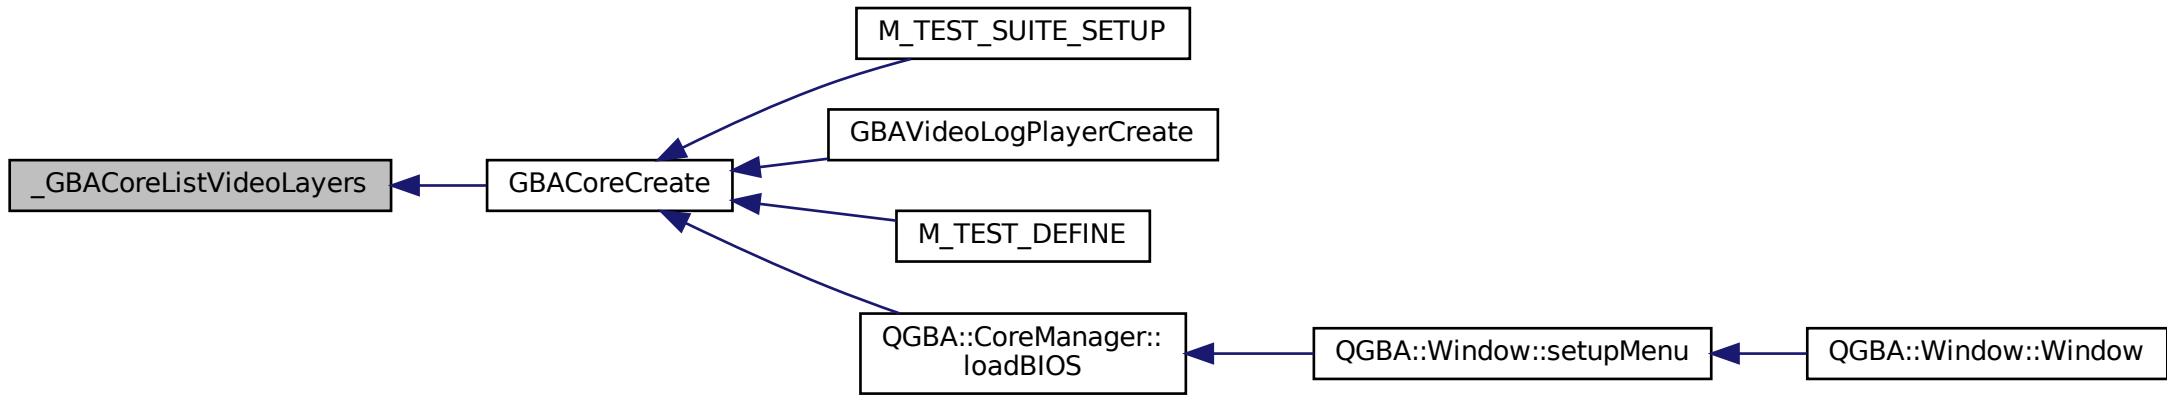 M_TEST_SUITE_SETUP
GBAVideoLogPlayerCreate
_GBACoreListVideoLayers
GBACoreCreate
M_TEST_DEFINE
QGBA::CoreManager::
loadBIOS
QGBA::Window::setupMenu
QGBA::Window::Window